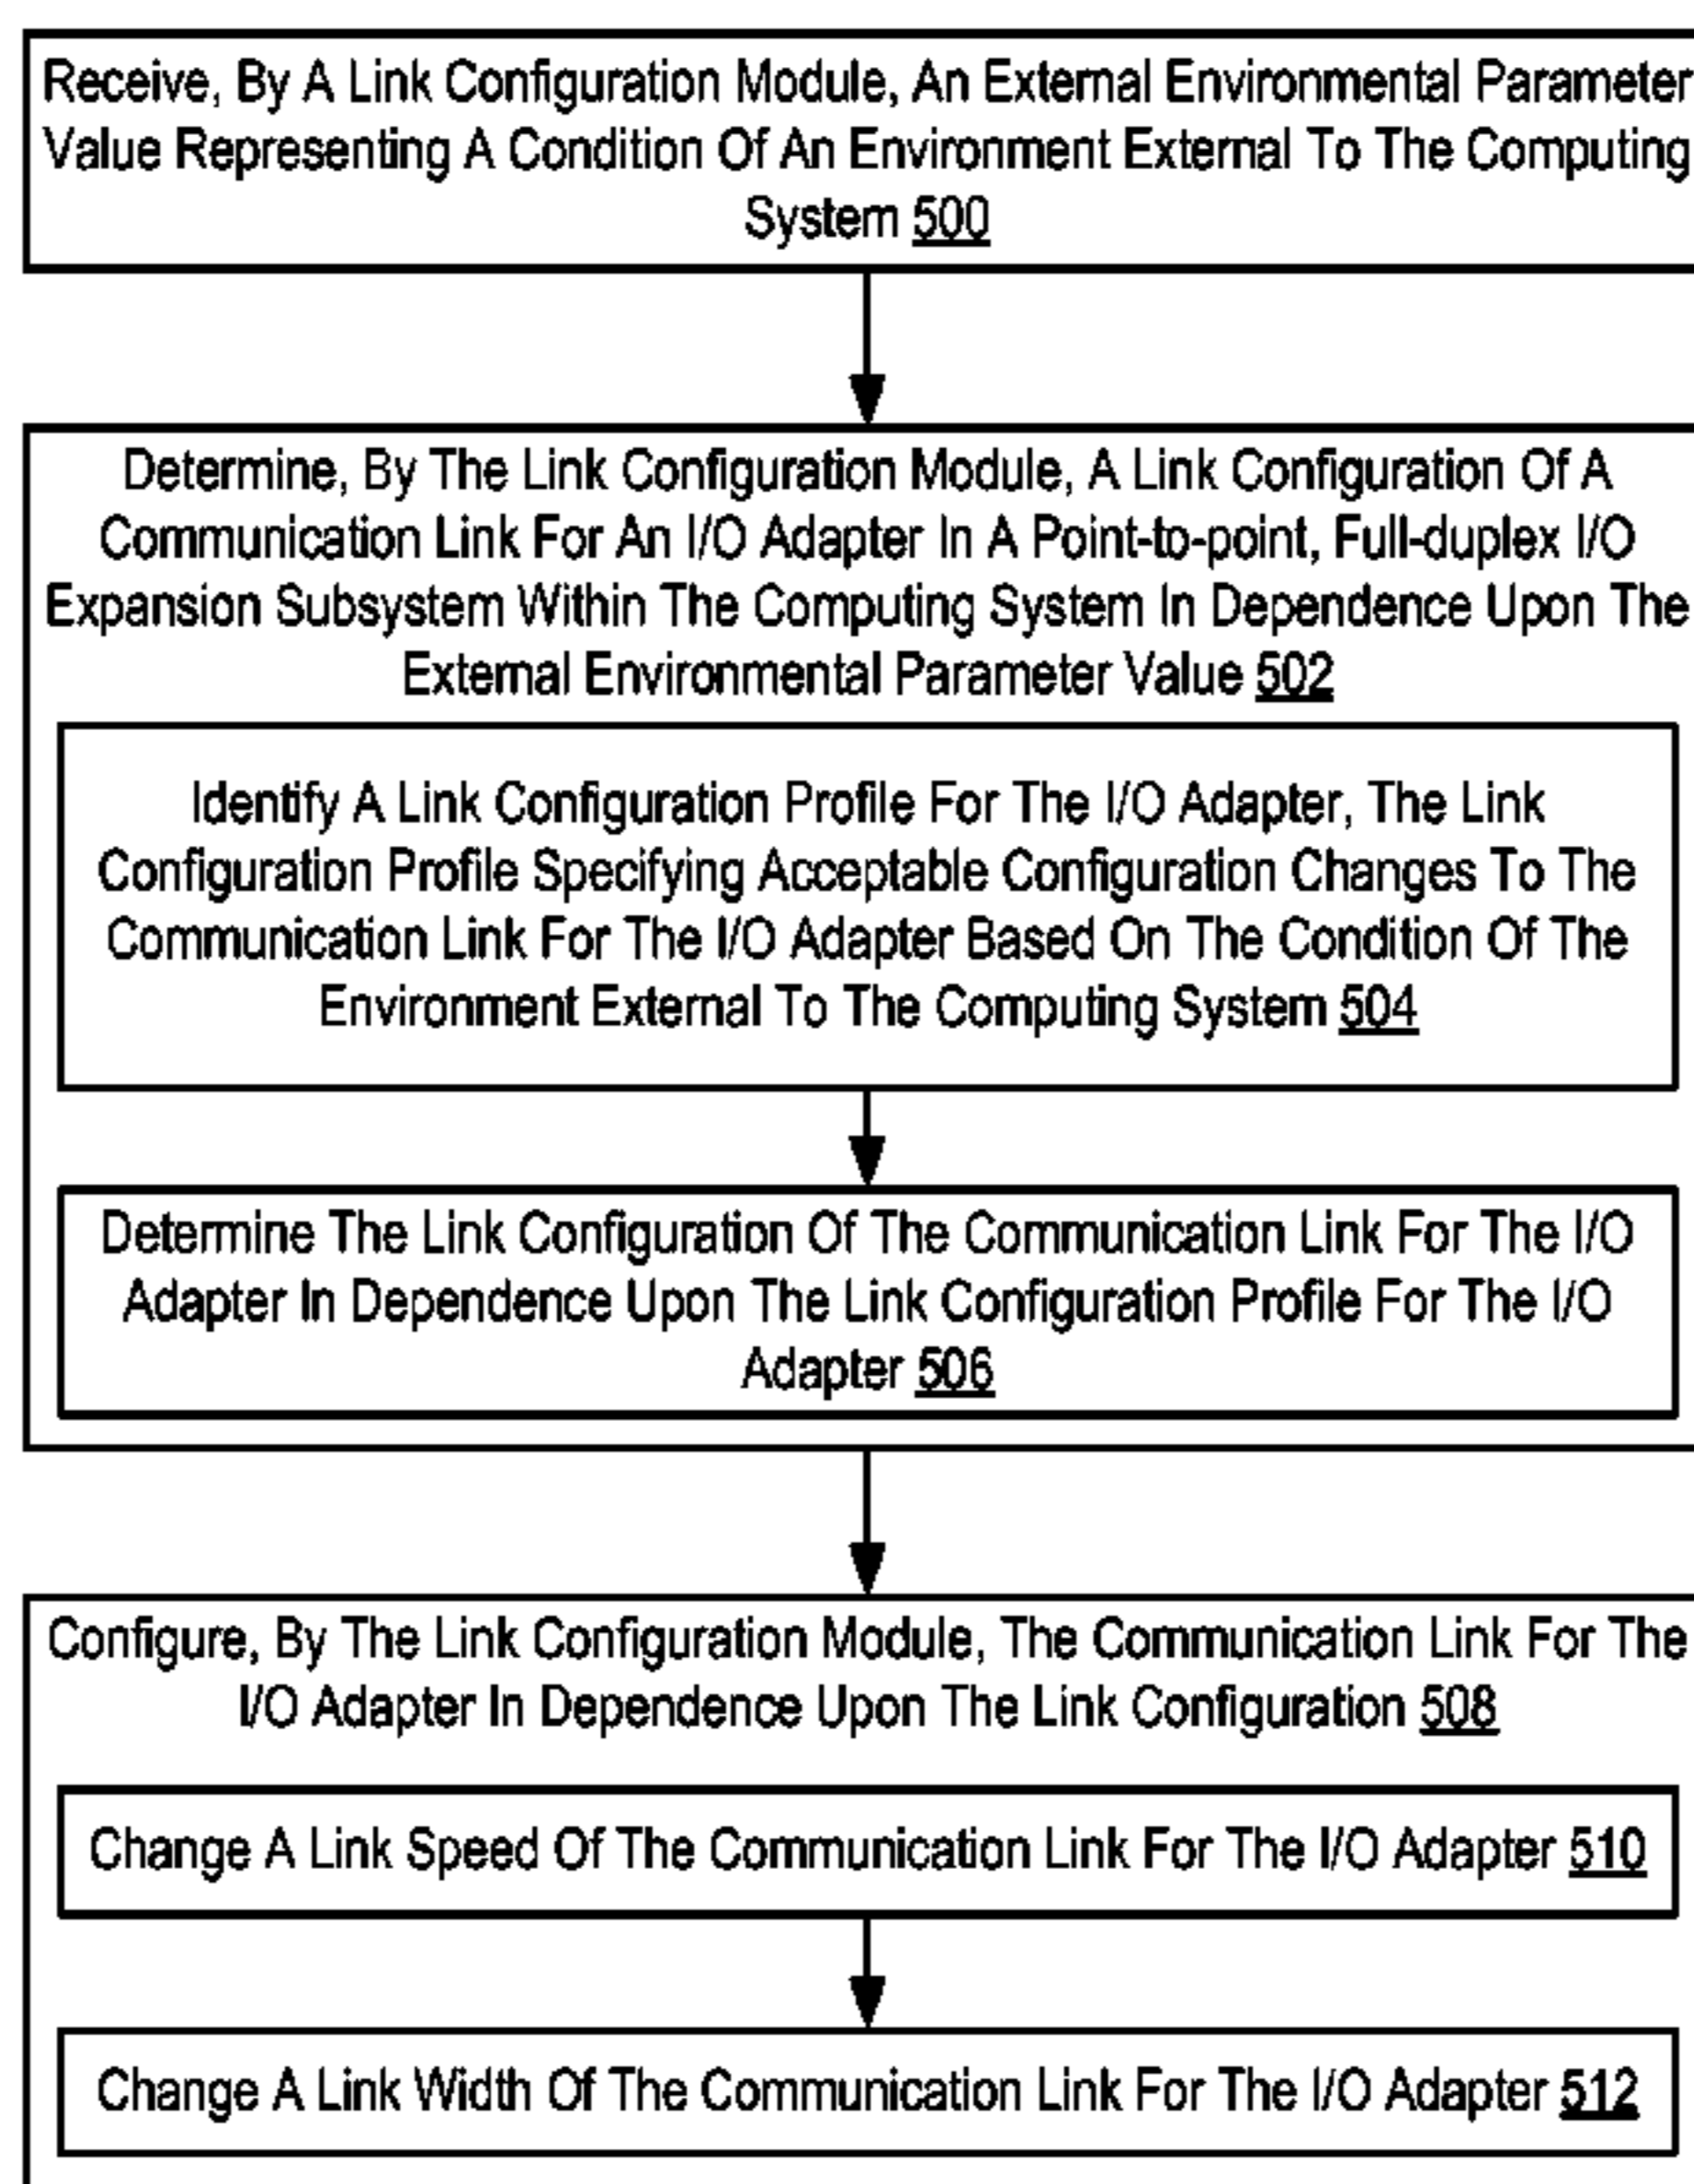 Receive, By A Link Configuration Module, An External Environmental Parameter
Value Representing A Condition Of An Environment External To The Computing
System 500
Determine, By The Link Configuration Module, A Link Configuration Of A
Communication Link For An I/O Adapter In A Point-to-point, Full-duplex I/O
Expansion Subsystem Within The Computing System In Dependence Upon The
External Environmental Parameter Value 502
Identify A Link Configuration Profile For The I/O Adapter, The Link
Configuration Profile Specifying Acceptable Configuration Changes To The
Communication Link For The I/O Adapter Based On The Condition Of The
Environment External To The Computing System 504
Determine The Link Configuration Of The Communication Link For The I/O
Adapter In Dependence Upon The Link Configuration Profile For The I/O
Adapter 506
Configure, By The Link Configuration Module, The Communication Link For The
I/O Adapter In Dependence Upon The Link Configuration 508
Change A Link Speed Of The Communication Link For The I/O Adapter 510
Change A Link Width Of The Communication Link For The I/O Adapter 512